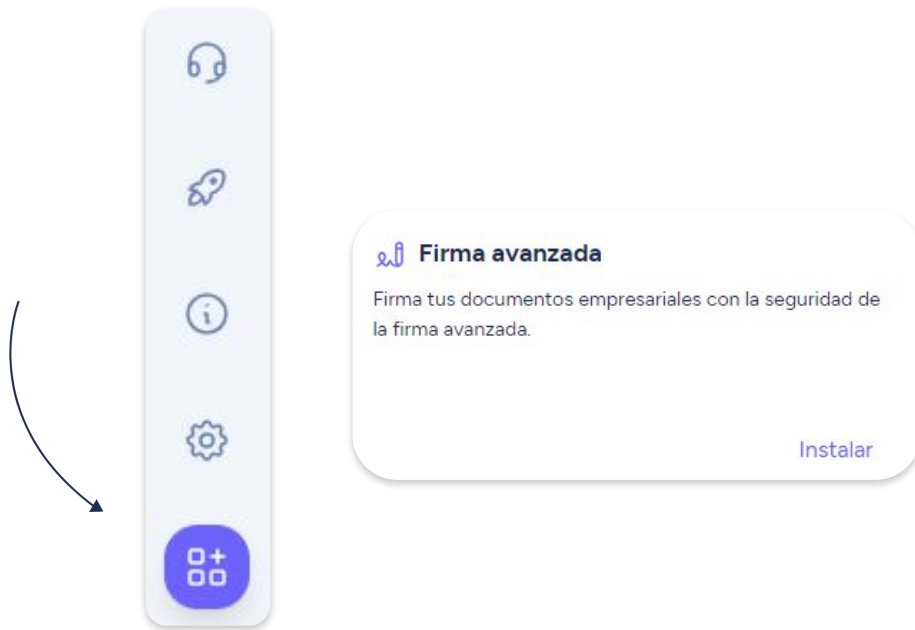 Firma avanzada
Firma tus documentos empresariales con la seguridad de
la firma avanzada.
Instalar